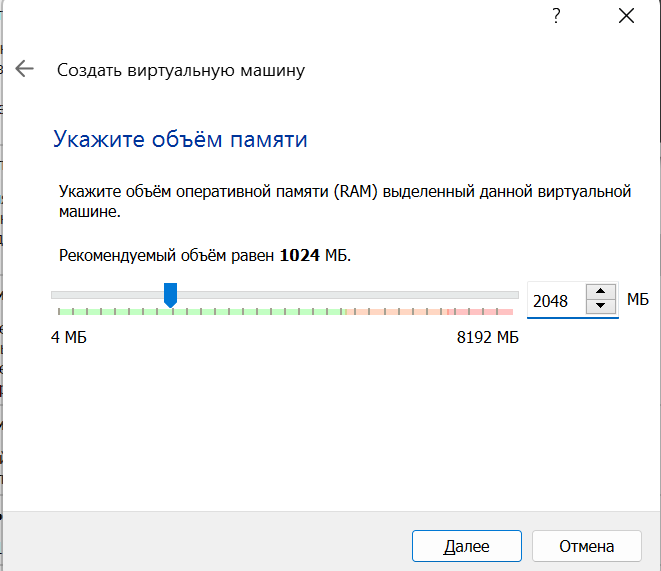 ?
Создать виртуальную машину
Укажите объём памяти
Укажите объём оперативной памяти (RAM) выделенный данной виртуальной
машине.
Рекомендуемый объём равен 1024 МБ.
2048 МБ
4 МБ 8192 МБ
Далее Отмена